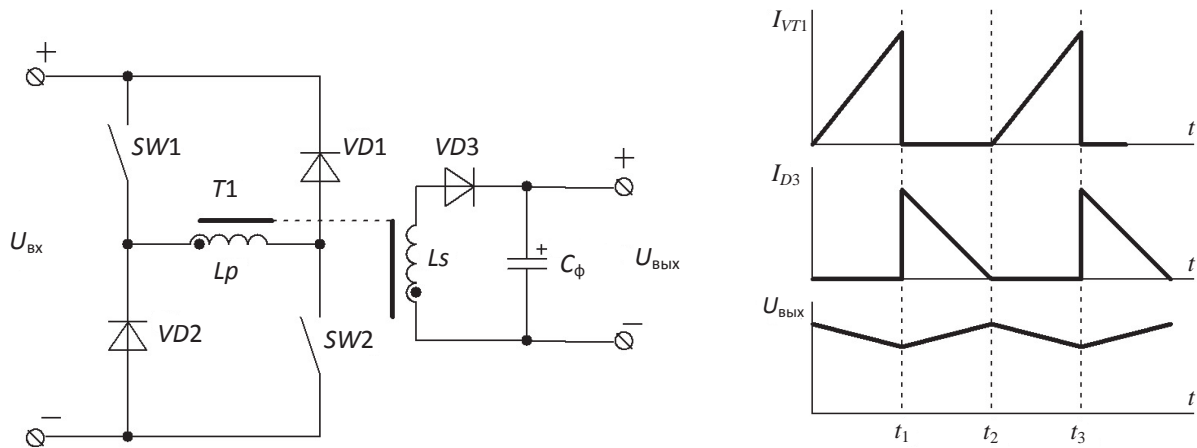 +
SW1
VD1
T1
VD3
+
Uвх
Lp
Ls
+
Cф
Uвых
VD2
SW2
−
−
IVT1
t
ID3
t
Uвых
t
t1 t2 t3